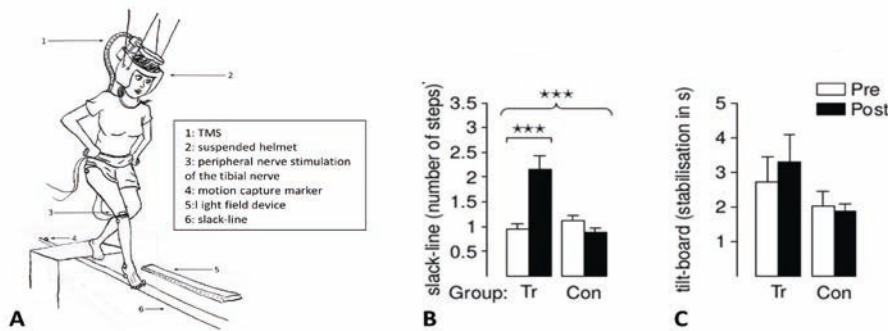 1
2
1: TMS
2: suspended helmet
3: peripheral nerve stimulation
of the tibial nerve
4: motion capture marker
5:l ight field device
6: slack-line
3
4
5
6
A
slack-line (number of steps)
3.5
3
2.5
2
1.5
1
0.5
★★★
★★★
Group: Tr Con
B
tilt-board (stabilisation in s)
5
4
3
2
1
Pre
Post
Tr Con
C